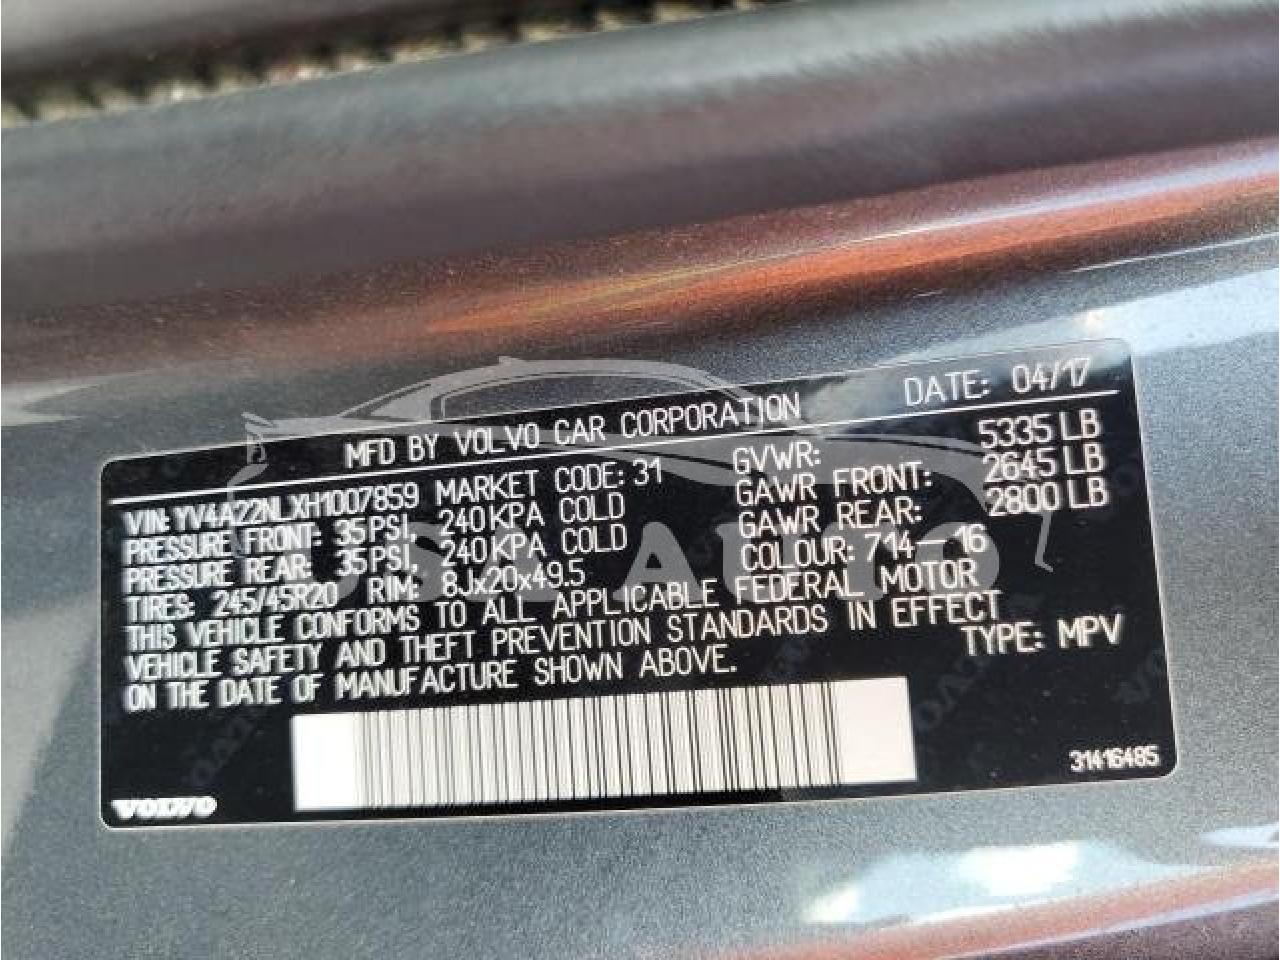 MFD BY VOLVO CAR CORPORATION DATE: 04/17
VIN: YV4A22NLXH1007859 MARKET CODE: 31 GVWR: 5335 LB
PRESSURE FRONT: 35 PSI, 240 KPA COLD GAWR FRONT: 2645 LB
PRESSURE REAR: 35 PSI, 240 KPA COLD GAWR REAR: 2800 LB
TIRES: 245/45R20 RIM: 8Jx20x49.5 COLOUR: 714-16
THIS VEHICLE CONFORMS TO ALL APPLICABLE FEDERAL MOTOR
VEHICLE SAFETY AND THEFT PREVENTION STANDARDS IN EFFECT
ON THE DATE OF MANUFACTURE SHOWN ABOVE. TYPE: MPV
31416485
VOLVO
AUTO